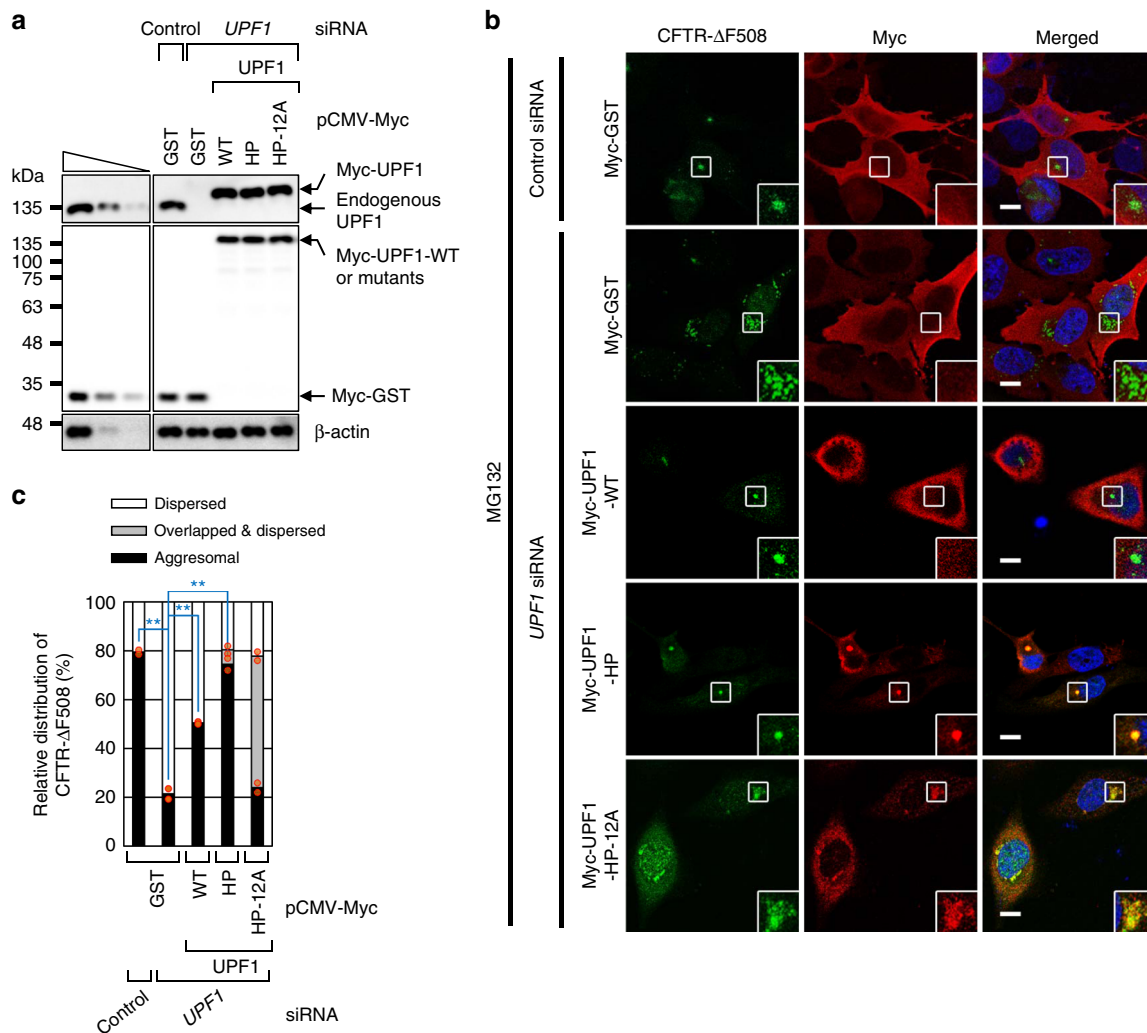 a
Control
UPF1
siRNA
UPF1
pCMV-Myc
GST
GST
WT
HP
HP-12A
kDa
135
Myc-UPF1
Endogenous
UPF1
135
100
75
63
48
35
Myc-UPF1-WT
or mutants
Myc-GST
48
β-actin
b
CFTR-ΔF508
Myc
Merged
MG132
Control siRNA
Myc-GST
UPF1 siRNA
Myc-GST
Myc-UPF1
-WT
Myc-UPF1
-HP
Myc-UPF1
-HP-12A
c
Dispersed
Overlapped & dispersed
Aggresomal
Relative distribution of
CFTR-ΔF508 (%)
100
80
60
40
20
0
**
**
**
GST
WT
HP
HP-12A
pCMV-Myc
UPF1
Control
UPF1
siRNA